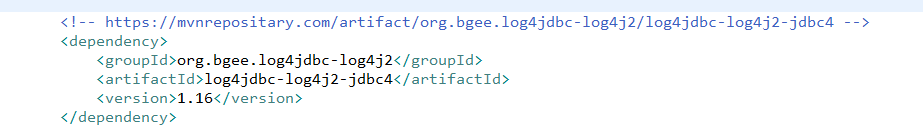 <!-- https://mvnrepositary.com/artifact/org.bgee.log4jdbc-log4j2/log4jdbc-log4j2-jdbc4 -->
<dependency>
<groupId>org.bgee.log4jdbc-log4j2</groupId>
<artifactId>log4jdbc-log4j2-jdbc4</artifactId>
<version>1.16</version>
</dependency>